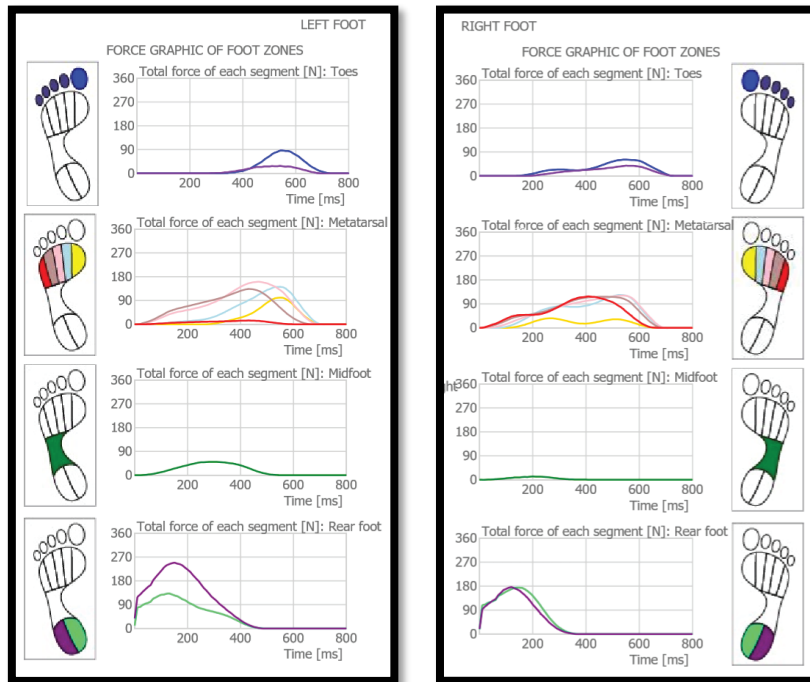 LEFT FOOT
FORCE GRAPHIC OF FOOT ZONES
Total force of each segment [N]: Toes
360
270
180
90
0
200 400 600 800
Time [ms]
Total force of each segment [N]: Metatarsal
360
270
180
90
0
200 400 600 800
Time [ms]
Total force of each segment [N]: Midfoot
360
270
180
90
0
200 400 600 800
Time [ms]
Total force of each segment [N]: Rear foot
360
270
180
90
0
200 400 600 800
Time [ms]
RIGHT FOOT
FORCE GRAPHIC OF FOOT ZONES
Total force of each segment [N]: Toes
360
270
180
90
0
200 400 600 800
Time [ms]
Total force of each segment [N]: Metatarsal
360
270
180
90
0
200 400 600 800
Time [ms]
Total force of each segment [N]: Midfoot
360
270
180
90
0
200 400 600 800
Time [ms]
Total force of each segment [N]: Rear foot
360
270
180
90
0
200 400 600 800
Time [ms]